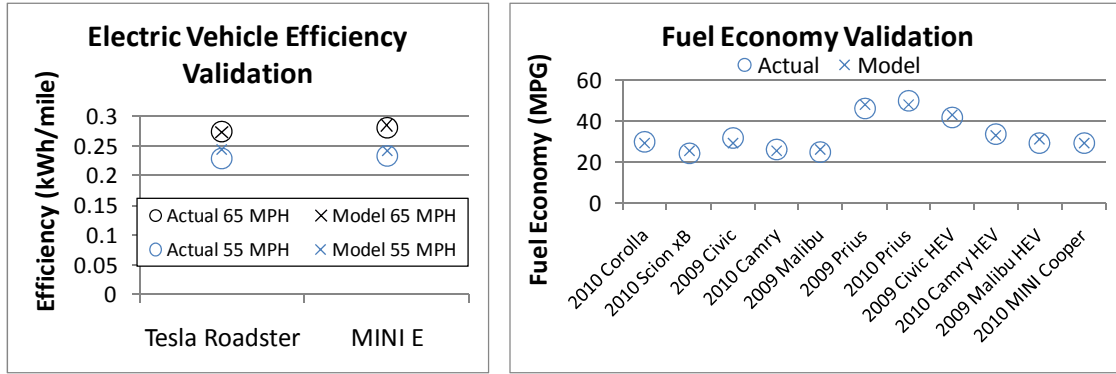 Electric Vehicle Efficiency
Validation
Efficiency (kWh/mile)
0.3
0.25
0.2
0.15
0.1
0.05
0
Actual 65 MPH
Model 65 MPH
Actual 55 MPH
Model 55 MPH
Tesla Roadster
MINI E
Fuel Economy Validation
Actual
Model
Fuel Economy (MPG)
60
40
20
0
2010 Corolla
2010 Scion xB
2009 Civic
2010 Camry
2009 Malibu
2009 Prius
2010 Prius
2009 Civic HEV
2010 Camry HEV
2009 Malibu HEV
2010 MINI Cooper